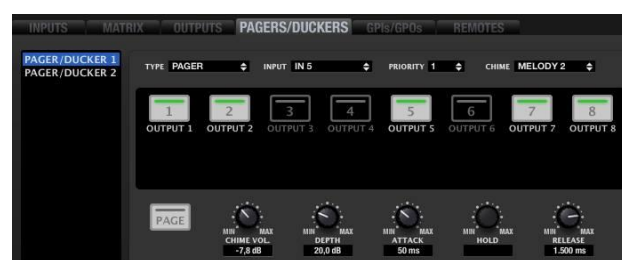 INPUTS MATRIX OUTPUTS PAGERS/DUCKERS GPIs/GPOs REMOTES
PAGER/DUCKER 1
PAGER/DUCKER 2
TYPE PAGER INPUT IN 5 PRIORITY 1 CHIME MELODY 2
1 2 3 4 5 6 7 8
OUTPUT 1 OUTPUT 2 OUTPUT 3 OUTPUT 4 OUTPUT 5 OUTPUT 6 OUTPUT 7 OUTPUT 8
PAGE
MIN MAX MIN MAX MIN MAX MIN MAX MIN MAX
CHIME VOL. DEPTH ATTACK HOLD RELEASE
-7,8 dB 20,0 dB 50 ms 1.500 ms